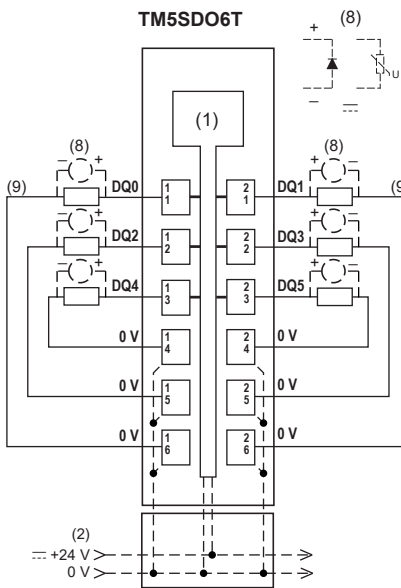 TM5SDO6T
(8)
+
U
–
(1)
(8)
(8)
– +
+ –
(9)
DQ0
1 1
2 1
DQ1
(9
– +
+ –
DQ2
1 2
2 2
DQ3
– +
+ –
DQ4
1 3
2 3
DQ5
0 V
1 4
2 4
0 V
0 V
1 5
2 5
0 V
0 V
1 6
2 6
0 V
(2)
+24 V
0 V